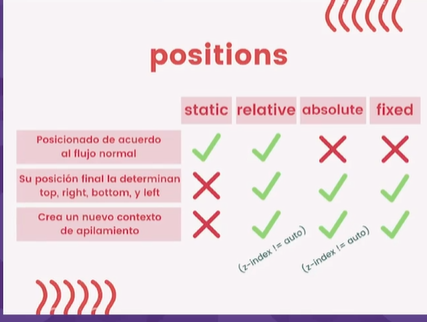 positions
static relative absolute fixed
Posicionado de acuerdo
al flujo normal
Su posición final la determinan
top, right, bottom, y left
Crea un nuevo contexto
de apilamiento
(z-index != auto) (z-index != auto)